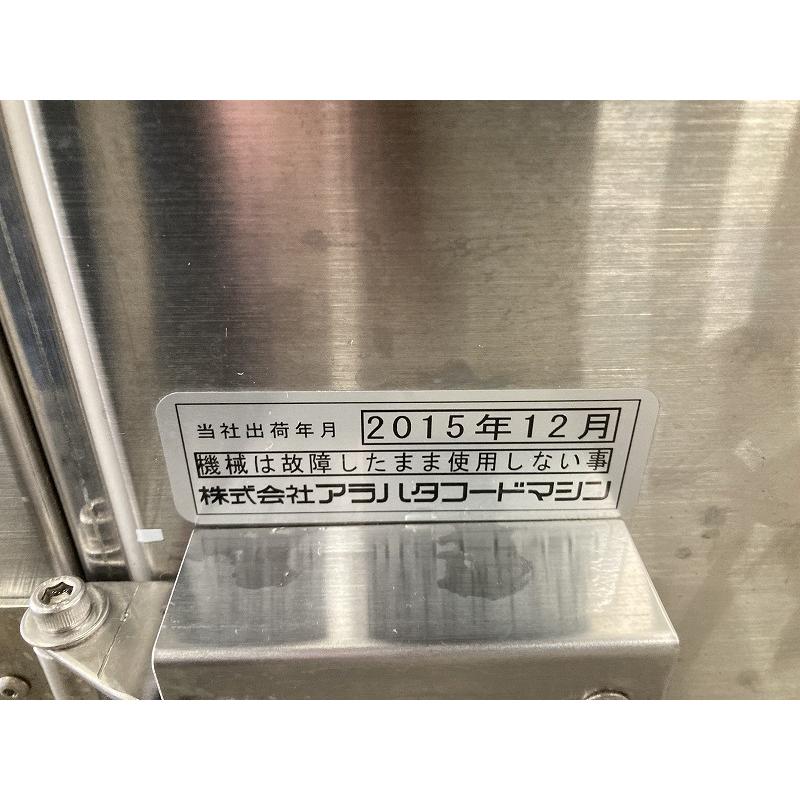 当社出荷年月 2015年12月
機械は故障したまま使用しない事
株式会社アラハタフードマシン